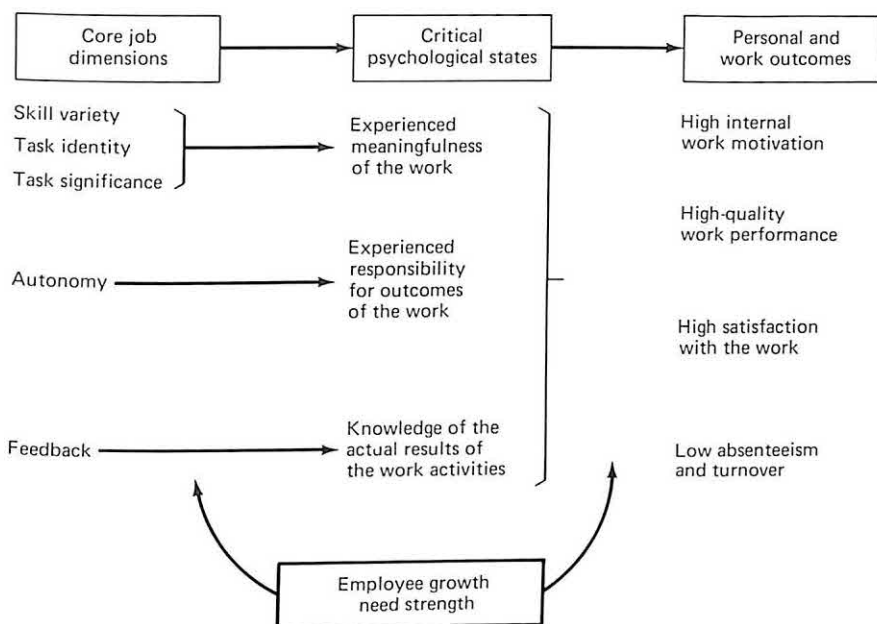 Core job
dimensions
Critical
psychological states
Personal and
work outcomes
Skill variety
Task identity
Task significance
Experienced
meaningfulness
of the work
High internal
work motivation
High-quality
work performance
Autonomy
Experienced
responsibility
for outcomes
of the work
High satisfaction
with the work
Feedback
Knowledge of the
actual results of
the work activities
Low absenteeism
and turnover
Employee growth
need strength